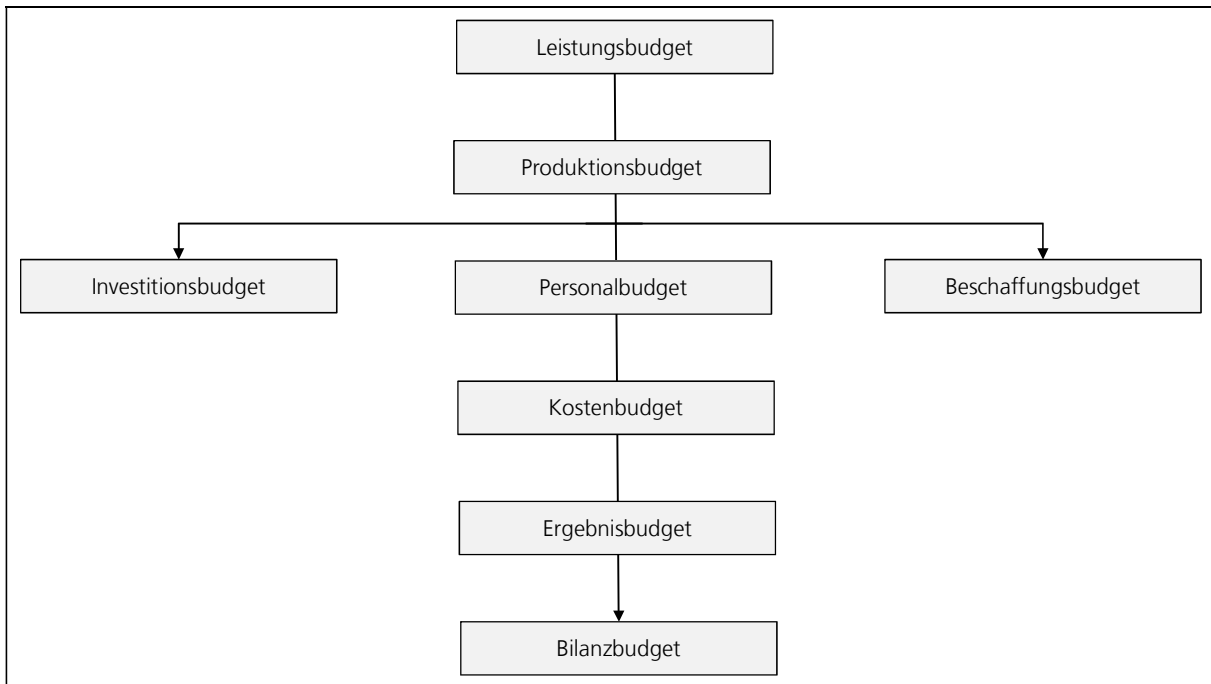 Leistungsbudget
Produktionsbudget
Investitionsbudget
Personalbudget
Beschaffungsbudget
Kostenbudget
Ergebnisbudget
Bilanzbudget